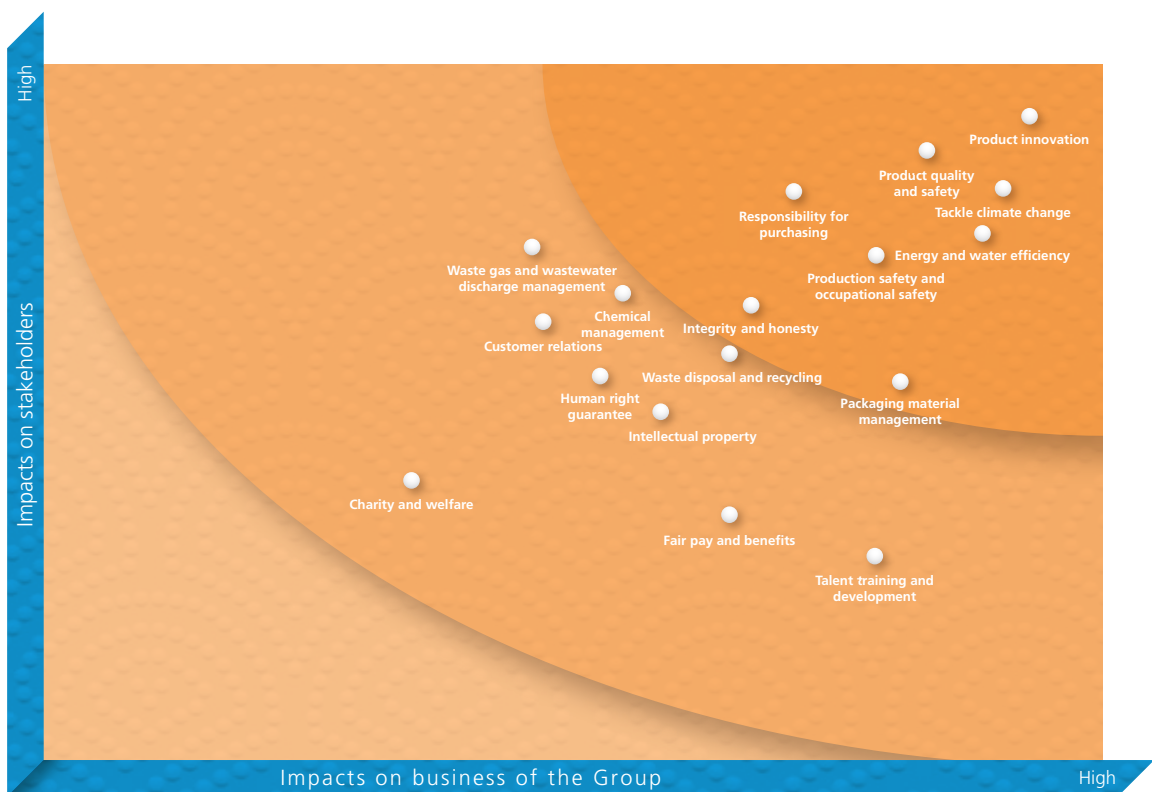 High
Impacts on stakeholders
Product innovation
Product quality
and safety
Tackle climate change
Responsibility for
purchasing
Energy and water efficiency
Production safety and
occupational safety
Waste gas and wastewater
discharge management
Chemical
management
Integrity and honesty
Customer relations
Waste disposal and recycling
Human right
guarantee
Packaging material
management
Intellectual property
Charity and welfare
Fair pay and benefits
Talent training and
development
Impacts on business of the Group
High